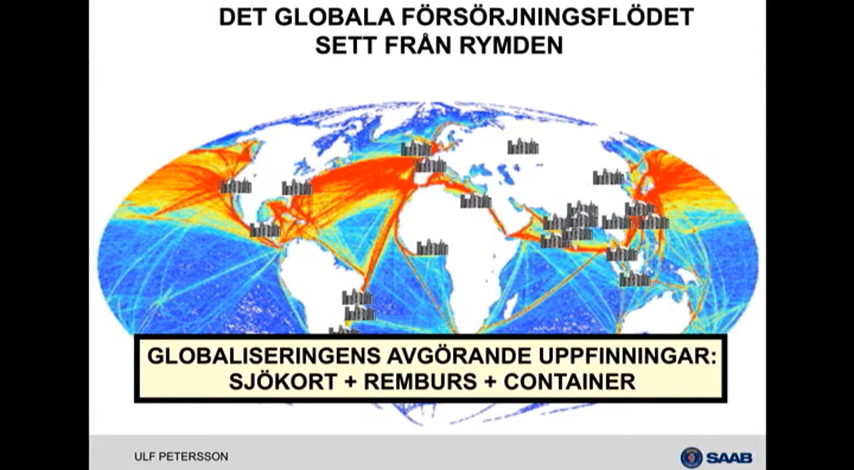 DET GLOBALA FÖRSÖRJNINGSFLÖDET
SETT FRÅN RYMDEN
GLOBALISERINGENS AVGÖRANDE UPPFINNINGAR:
SJÖKORT + REMBURS + CONTAINER
ULF PETERSSON
SAAB